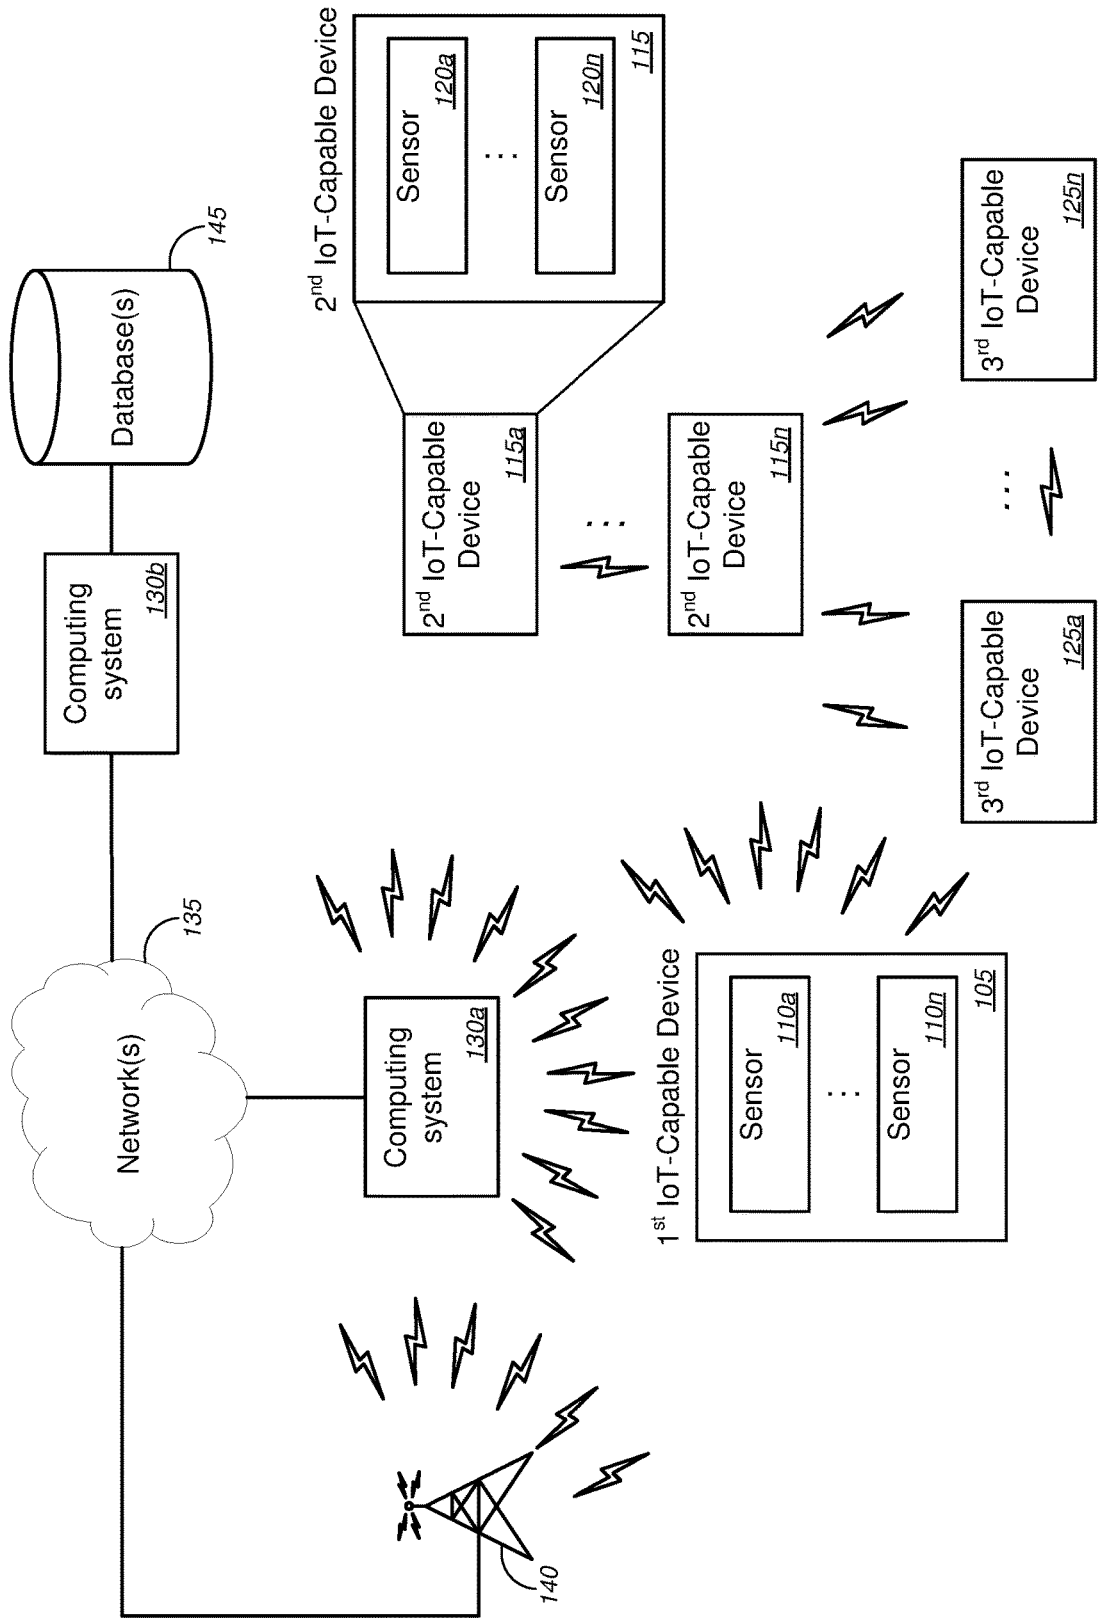 Network(s)
135
Computing
system
130b
Database(s)
145
140
Computing
system
130a
1st IoT-Capable Device
Sensor
110a
...
Sensor
110n
105
2nd IoT-Capable
Device
115a
...
2nd IoT-Capable
Device
115n
2nd IoT-Capable Device
Sensor
120a
...
Sensor
120n
115
3rd IoT-Capable
Device
125a
...
3rd IoT-Capable
Device
125n